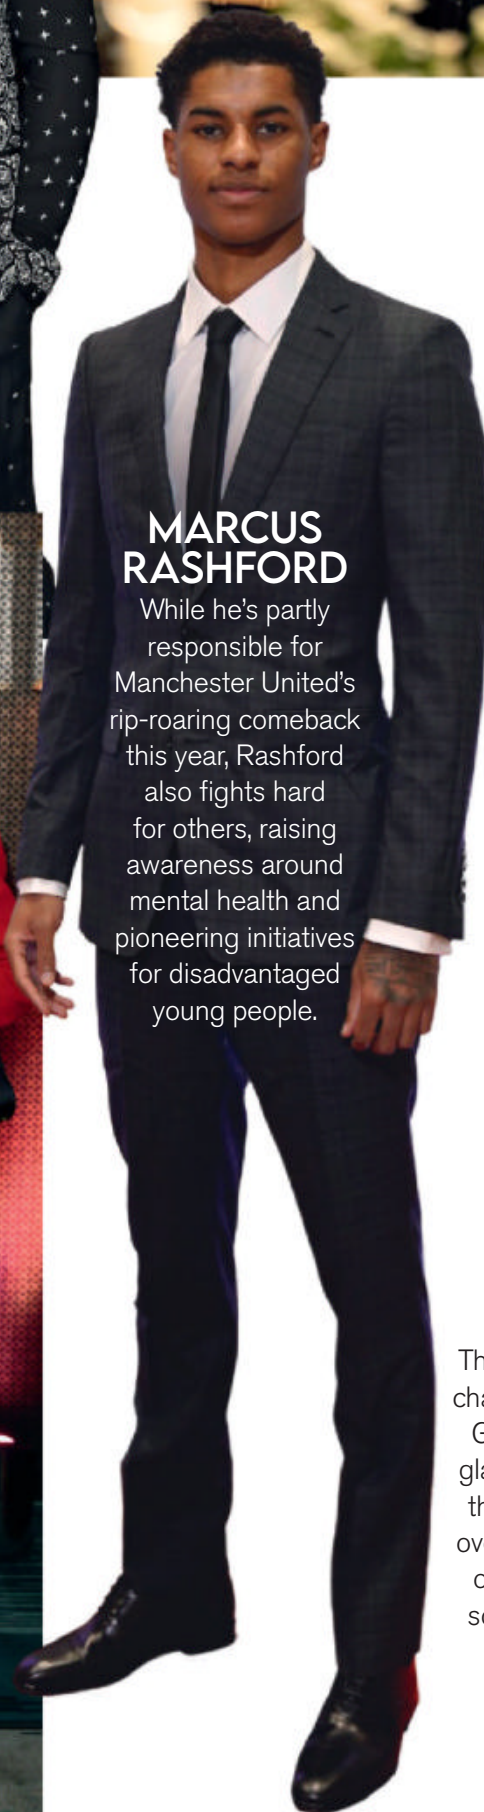 MARCUS
RASHFORD
While he’s partly
responsible for
Manchester United’s
rip-roaring comeback
this year, Rashford
also fights hard
for others, raising
awareness around
mental health and
pioneering initiatives
for disadvantaged
young people.